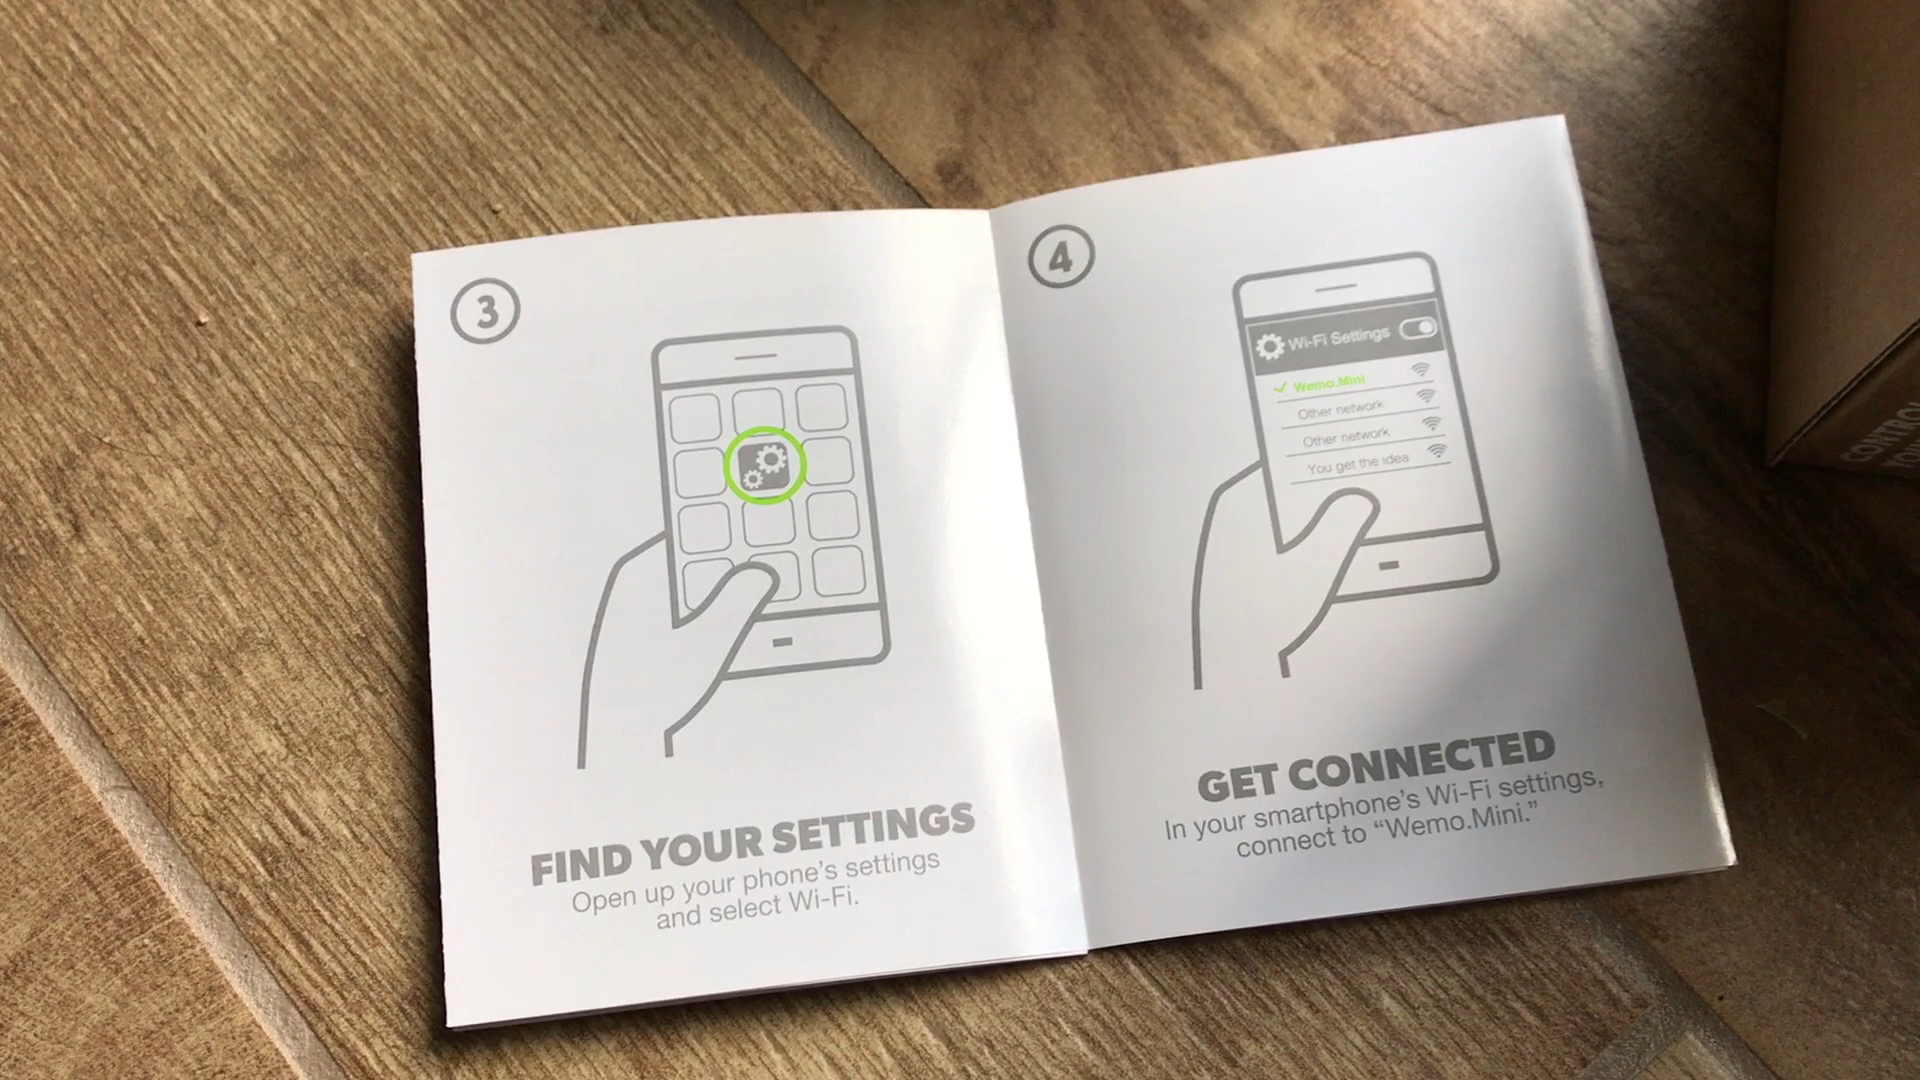 3
FIND YOUR SETTINGS
Open up your phone's settings
and select Wi-Fi.
4
Wi-Fi Settings
Wemo.Mini
Other network
Other network
You get the idea
GET CONNECTED
In your smartphone's Wi-Fi settings,
connect to “Wemo.Mini.”